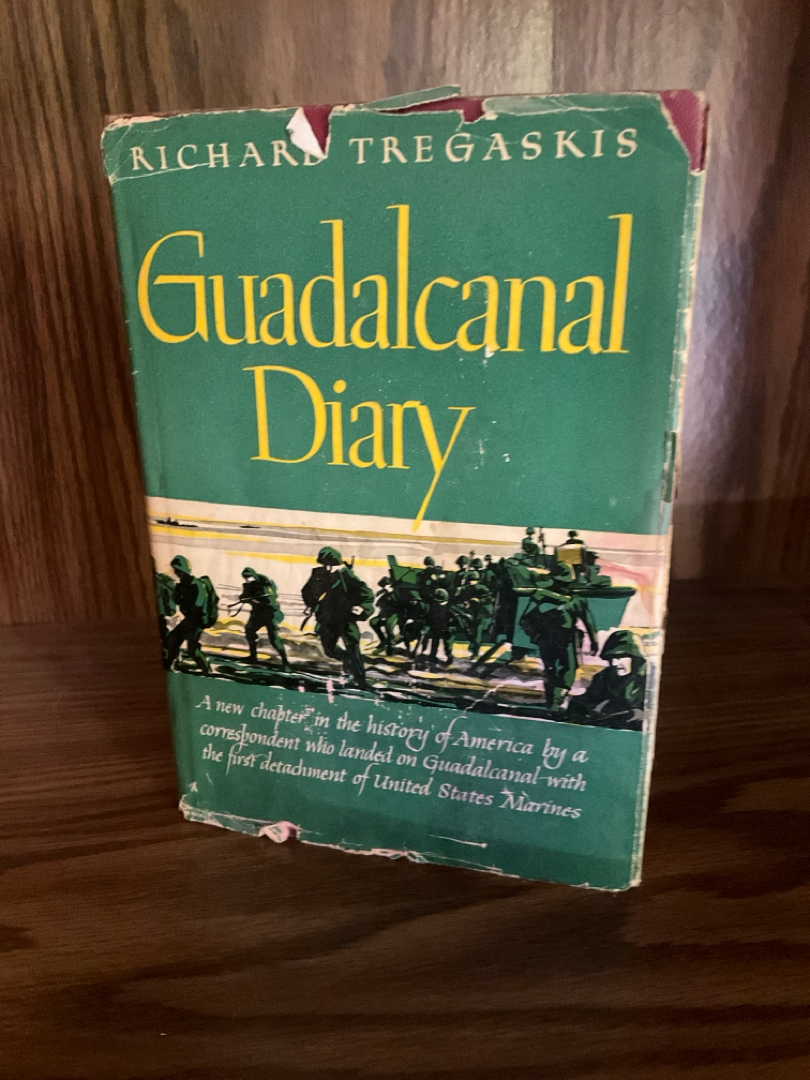 RICHARD TREGASKIS
Guadalcanal
Diary
A new chapter in the history of America by a
correspondent who landed on Guadalcanal with
the first detachment of United States Marines